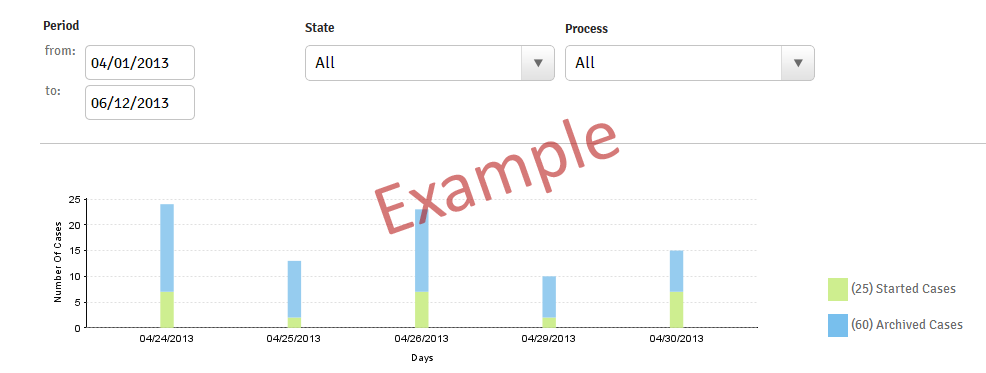 Period
State
Process
from:
04/01/2013
All
All
to:
06/12/2013
Example
25
20
15
10
5
0
Number Of Cases
04/24/2013
04/25/2013
04/26/2013
04/29/2013
04/30/2013
Days
(25) Started Cases
(60) Archived Cases